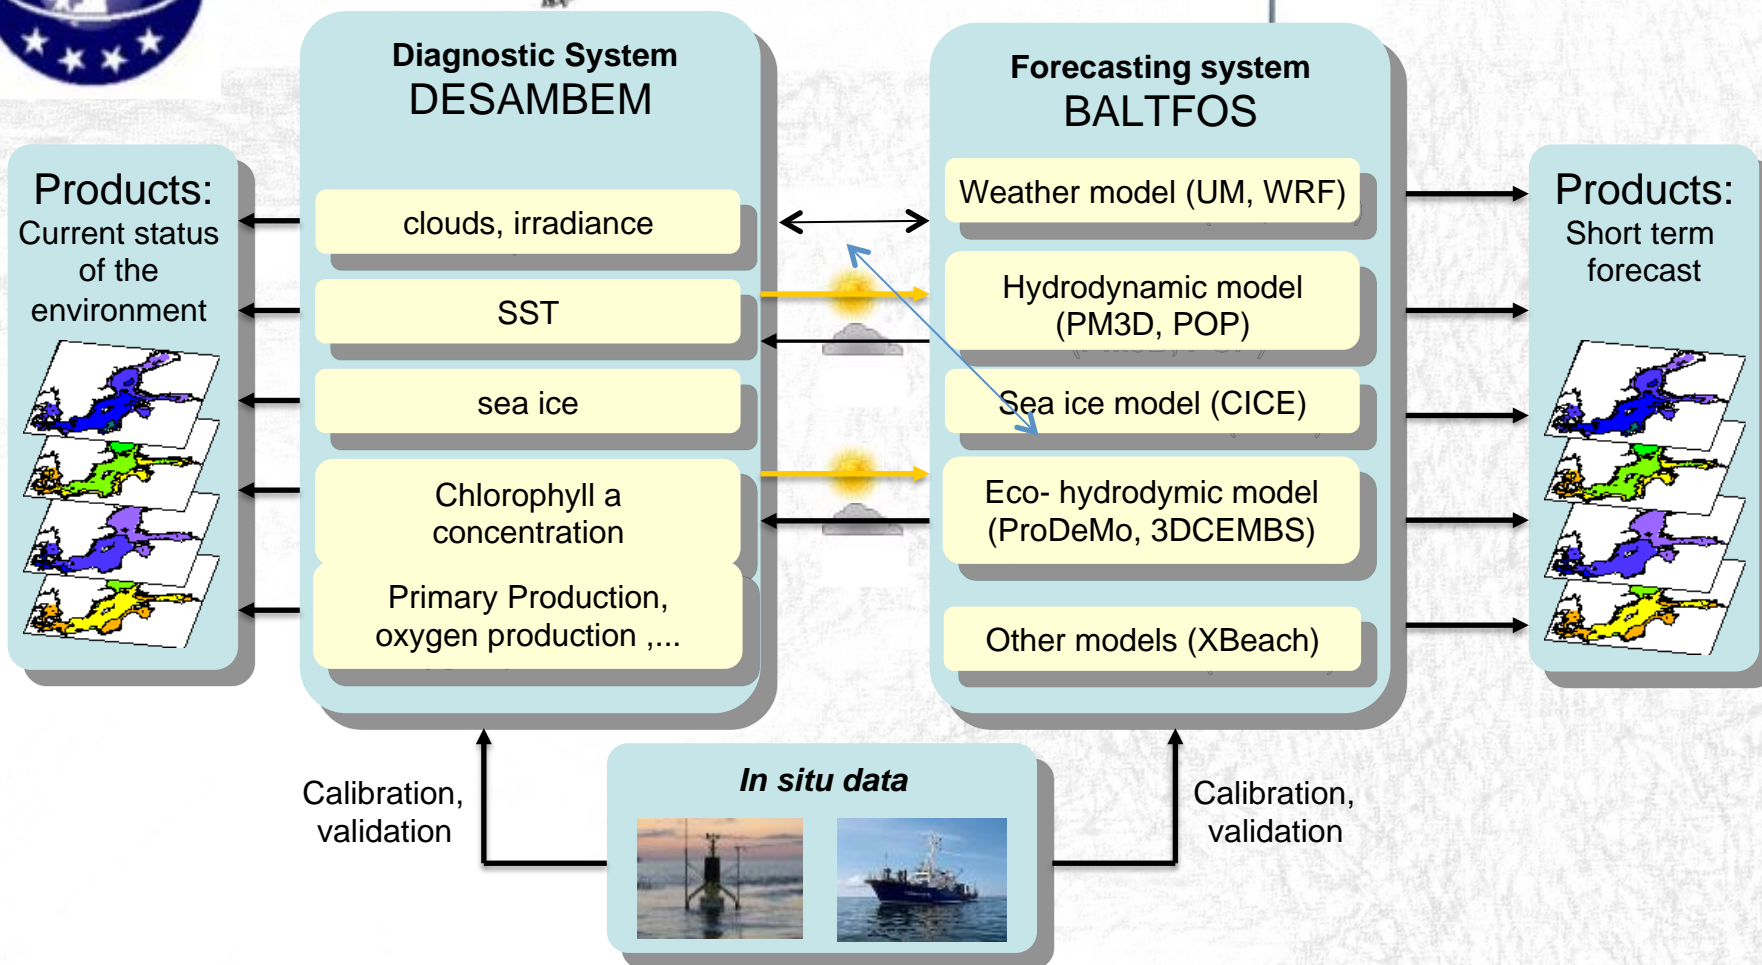 Diagnostic System
DESAMBEM
Forecasting system
BALTFOS
Products:
Current status
of the
environment
clouds, irradiance
SST
sea ice
Chlorophyll a
concentration
Primary Production,
oxygen production ,...
Weather model (UM, WRF)
Hydrodynamic model
(PM3D, POP)
Sea ice model (CICE)
Eco- hydrodymic model
(ProDeMo, 3DCEMBS)
Other models (XBeach)
Products:
Short term
forecast
Calibration,
validation
In situ data
Calibration,
validation